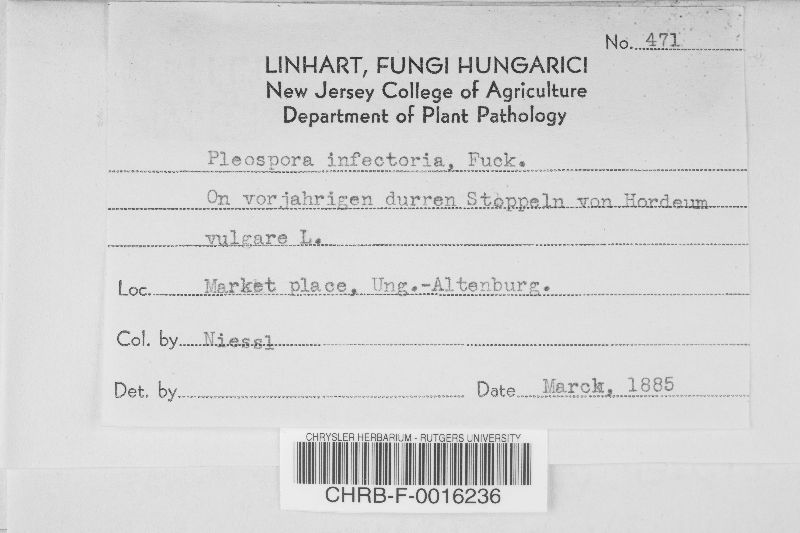 No. 471
LINHART, FUNGI HUNGARICI
New Jersey College of Agriculture
Department of Plant Pathology
Pleospora infectoria, Fuck.
On vorjahrigen durren Stoppeln von Hordeum
vulgare L.
Loc. Market place, Ung.-Altenburg.
Col. by Niessl
Det. by
Date March, 1885
CHRYSLER HERBARIUM - RUTGERS UNIVERSITY
CHRB-F-0016236